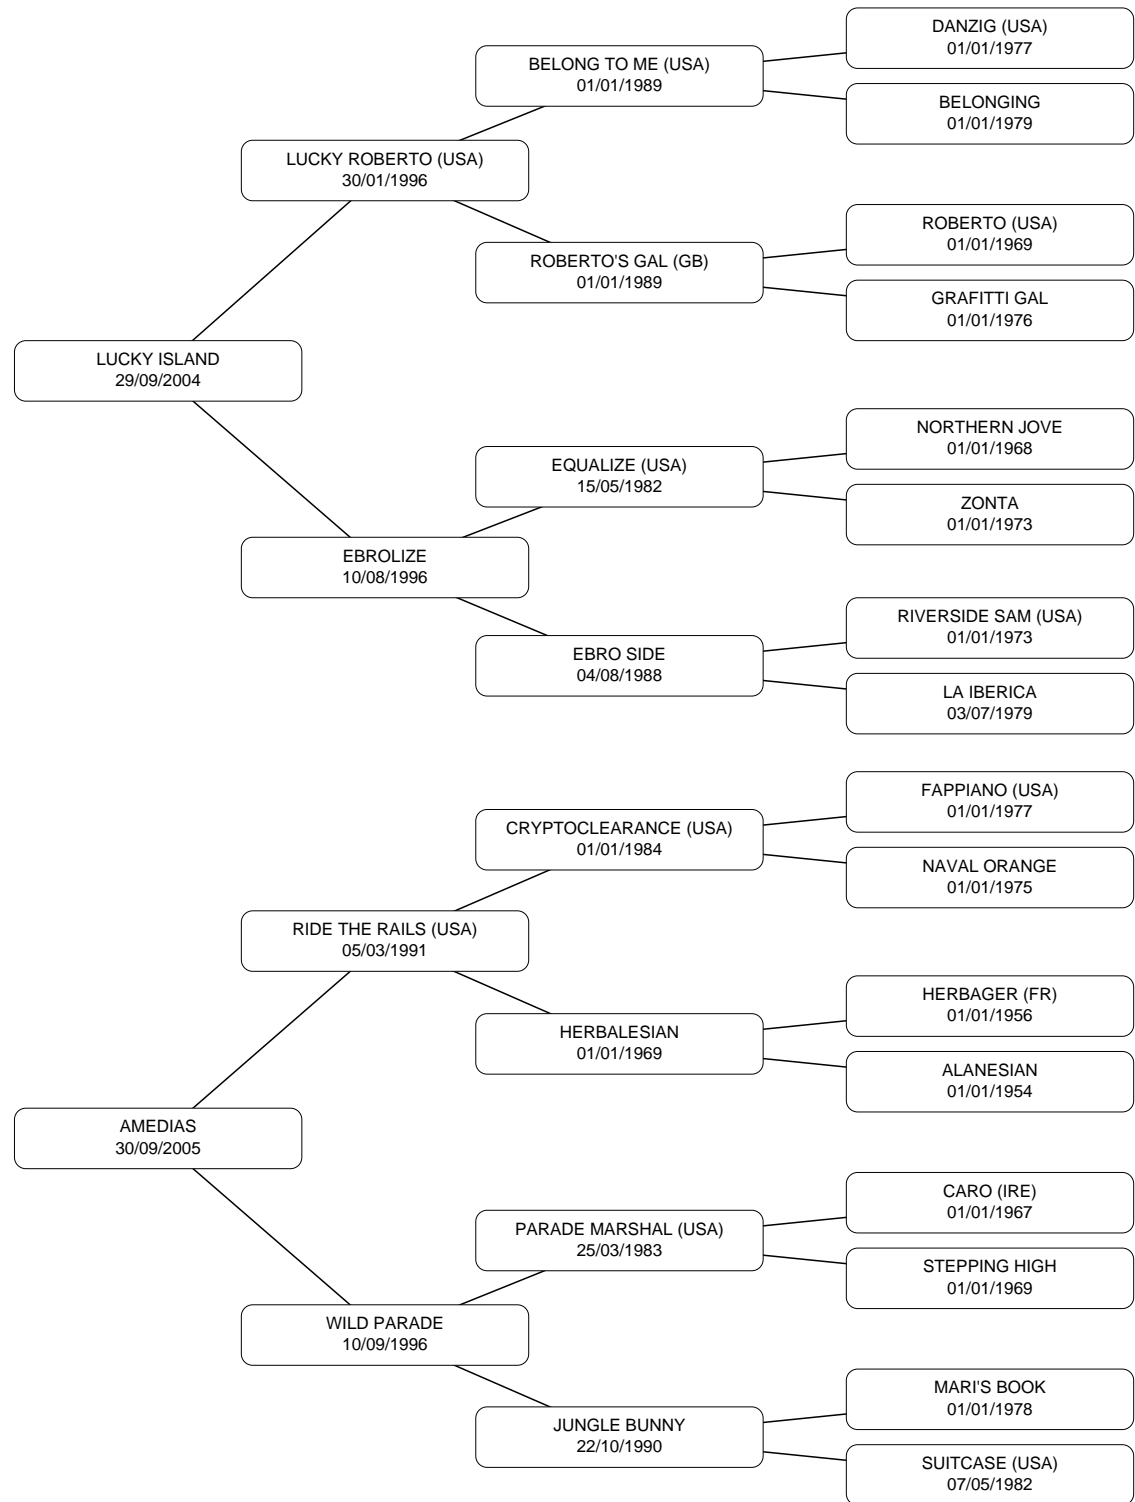 DANZIG (USA)
01/01/1977
BELONG TO ME (USA)
01/01/1989
BELONGING
01/01/1979
LUCKY ROBERTO (USA)
30/01/1996
ROBERTO (USA)
01/01/1969
ROBERTO'S GAL (GB)
01/01/1989
GRAFITTI GAL
01/01/1976
LUCKY ISLAND
29/09/2004
NORTHERN JOVE
01/01/1968
EQUALIZE (USA)
15/05/1982
ZONTA
01/01/1973
EBROLIZE
10/08/1996
RIVERSIDE SAM (USA)
01/01/1973
EBRO SIDE
04/08/1988
LA IBERICA
03/07/1979
FAPPIANO (USA)
01/01/1977
CRYPTOCLEARANCE (USA)
01/01/1984
NAVAL ORANGE
01/01/1975
RIDE THE RAILS (USA)
05/03/1991
HERBAGER (FR)
01/01/1956
HERBALESIAN
01/01/1969
ALANESIAN
01/01/1954
AMEDIAS
30/09/2005
CARO (IRE)
01/01/1967
PARADE MARSHAL (USA)
25/03/1983
STEPPING HIGH
01/01/1969
WILD PARADE
10/09/1996
MARI'S BOOK
01/01/1978
JUNGLE BUNNY
22/10/1990
SUITCASE (USA)
07/05/1982